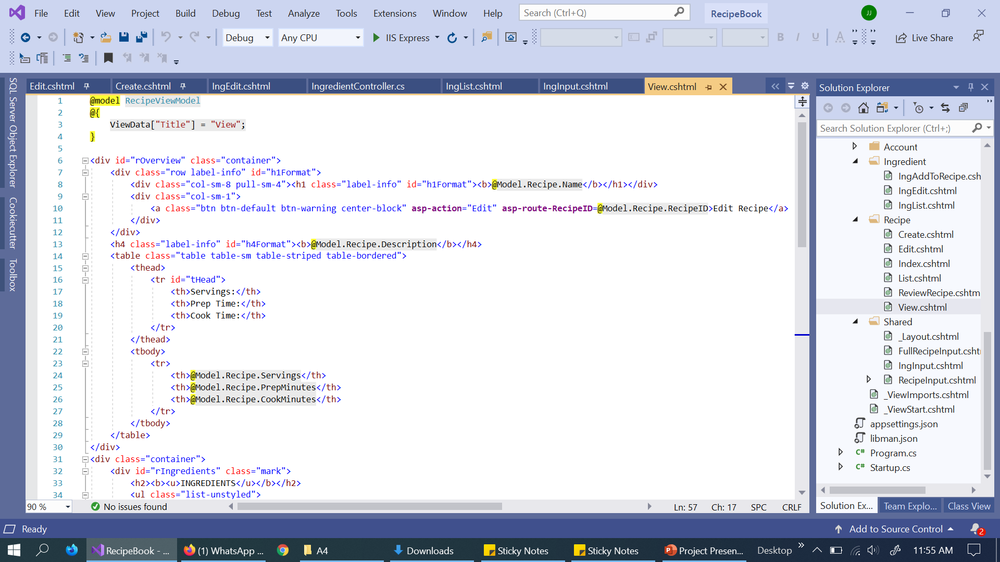 File Edit View Project Build Debug Test Analyze Tools Extensions Window Help Search (Ctrl+Q) RecipeBook JJ
Debug Any CPU IIS Express B I U A Live Share
Edit.cshtml Create.cshtml IngEdit.cshtml IngredientController.cs IngList.cshtml IngInput.cshtml View.cshtml
SQL Server Object Explorer
Cookiecutter
Toolbox
1 @model RecipeViewModel
2 @{
3 ViewData["Title"] = "View";
4 }
5
6 <div id="rOverview" class="container">
7 <div class="row label-info" id="h1Format">
8 <div class="col-sm-8 pull-sm-4"><h1 class="label-info" id="h1Format"><b>@Model.Recipe.Name</b></h1></div>
9 <div class="col-sm-1">
10 <a class="btn btn-default btn-warning center-block" asp-action="Edit" asp-route-RecipeID=@Model.Recipe.RecipeID>Edit Recipe</a>
11 </div>
12 </div>
13 <h4 class="label-info" id="h4Format"><b>@Model.Recipe.Description</b></h4>
14 <table class="table table-sm table-striped table-bordered">
15 <thead>
16 <tr id="tHead">
17 <th>Servings:</th>
18 <th>Prep Time:</th>
19 <th>Cook Time:</th>
20 </tr>
21 </thead>
22 <tbody>
23 <tr>
24 <th>@Model.Recipe.Servings</th>
25 <th>@Model.Recipe.PrepMinutes</th>
26 <th>@Model.Recipe.CookMinutes</th>
27 </tr>
28 </tbody>
29 </table>
30 </div>
31 <div class="container">
32 <div id="rIngredients" class="mark">
33 <h2><b><u>INGREDIENTS</u></b></h2>
34 <ul class="list-unstyled">
90 % No issues found Ln: 57 Ch: 17 SPC CRLF
Solution Explorer
Search Solution Explorer (Ctrl+;)
Account
Ingredient
IngAddToRecipe.csh
IngEdit.cshtml
IngList.cshtml
Recipe
Create.cshtml
Edit.cshtml
Index.cshtml
List.cshtml
ReviewRecipe.cshtm
View.cshtml
Shared
_Layout.cshtml
FullRecipeInput.csht
IngInput.cshtml
RecipeInput.cshtml
_ViewImports.cshtml
_ViewStart.cshtml
appsettings.json
libman.json
C# Program.cs
C# Startup.cs
Solution Ex... Team Explo... Class View
Ready Add to Source Control 2
RecipeBook - ... (1) WhatsApp ... A4 Downloads Sticky Notes Sticky Notes Project Presen... Desktop 11:55 AM